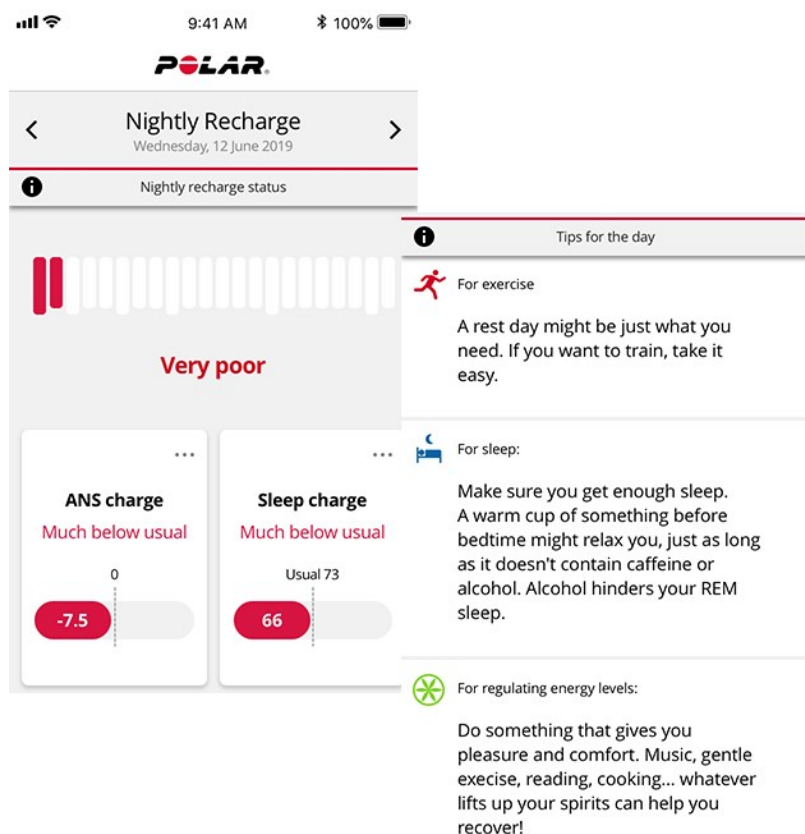 9:41 AM
100%
POLAR
Nightly Recharge
Wednesday, 12 June 2019
Nightly recharge status
Very poor
ANS charge
Much below usual
0
-7.5
Sleep charge
Much below usual
Usual 73
66
Tips for the day
For exercise
A rest day might be just what you
need. If you want to train, take it
easy.
For sleep:
Make sure you get enough sleep.
A warm cup of something before
bedtime might relax you, just as long
as it doesn't contain caffeine or
alcohol. Alcohol hinders your REM
sleep.
For regulating energy levels:
Do something that gives you
pleasure and comfort. Music, gentle
execise, reading, cooking... whatever
lifts up your spirits can help you
recover!